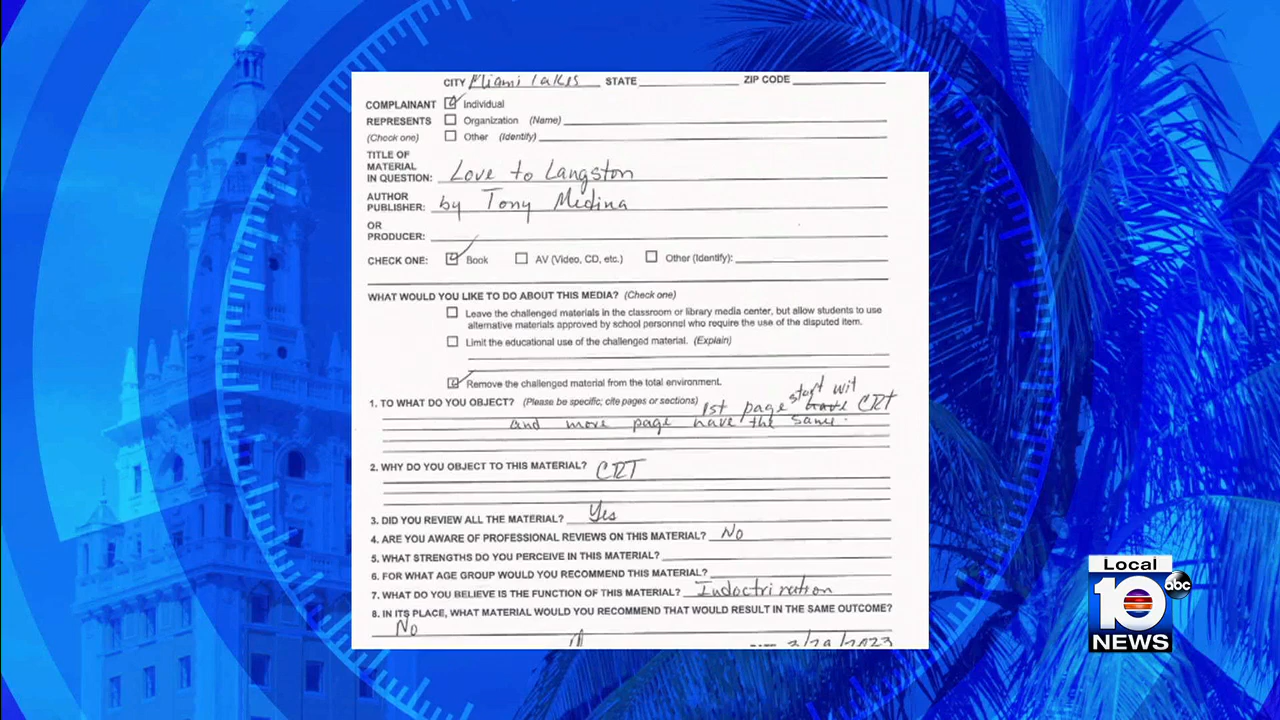 CITY Miami Lakes STATE ZIP CODE
COMPLAINANT Individual
REPRESENTS Organization (Name)
(Check one) Other (Identify)
TITLE OF
MATERIAL
IN QUESTION: Love to Langston
AUTHOR
PUBLISHER: by Tony Medina
OR
PRODUCER:
CHECK ONE: Book AV (Video, CD, etc.) Other (Identify):
WHAT WOULD YOU LIKE TO DO ABOUT THIS MEDIA? (Check one)
Leave the challenged materials in the classroom or library media center, but allow students to use
alternative materials approved by school personnel who require the use of the disputed item.
Limit the educational use of the challenged material. (Explain)
Remove the challenged material from the total environment.
1. TO WHAT DO YOU OBJECT? (Please be specific; cite pages or sections) 1st page start wit CRT
and more page have the same.
2. WHY DO YOU OBJECT TO THIS MATERIAL? CRT
3. DID YOU REVIEW ALL THE MATERIAL? Yes
4. ARE YOU AWARE OF PROFESSIONAL REVIEWS ON THIS MATERIAL? No
5. WHAT STRENGTHS DO YOU PERCEIVE IN THIS MATERIAL?
6. FOR WHAT AGE GROUP WOULD YOU RECOMMEND THIS MATERIAL?
7. WHAT DO YOU BELIEVE IS THE FUNCTION OF THIS MATERIAL? Indoctrination
8. IN ITS PLACE, WHAT MATERIAL WOULD YOU RECOMMEND THAT WOULD RESULT IN THE SAME OUTCOME?
No
Local
10
abc
NEWS